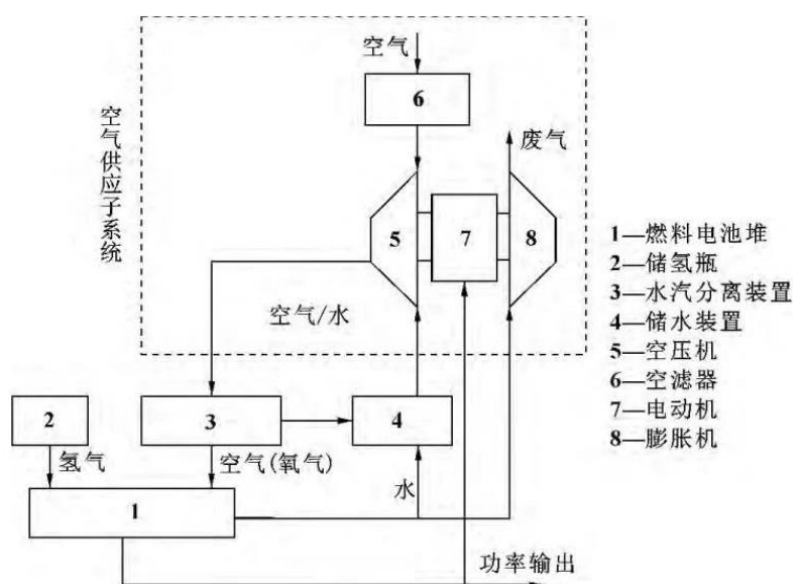 空气
6
空气供应子系统
废气
5
7
8
空气/水
2
3
4
氢气
空气(氧气)
水
1
功率输出
1—燃料电池堆
2—储氢瓶
3—水汽分离装置
4—储水装置
5—空压机
6—空滤器
7—电动机
8—膨胀机